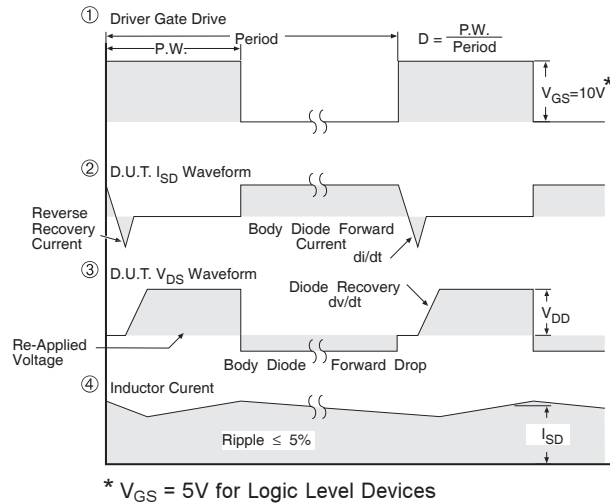 ① Driver Gate Drive
P.W.
Period
D = P.W.
Period
V_GS=10V *
② D.U.T. I_SD Waveform
Reverse
Recovery
Current
Body Diode Forward
Current
di/dt
③ D.U.T. V_DS Waveform
Diode Recovery
dv/dt
V_DD
Re-Applied
Voltage
Body Diode Forward Drop
④ Inductor Curent
Ripple ≤ 5%
I_SD
* V_GS = 5V for Logic Level Devices